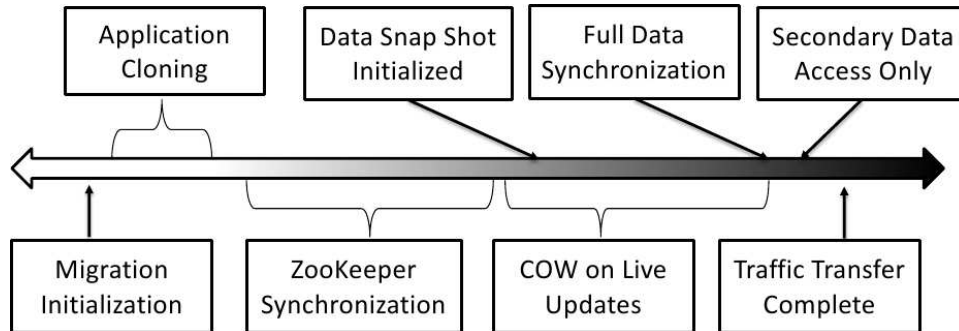 Application
Cloning
Data Snap Shot
Initialized
Full Data
Synchronization
Secondary Data
Access Only
Migration
Initialization
ZooKeeper
Synchronization
COW on Live
Updates
Traffic Transfer
Complete